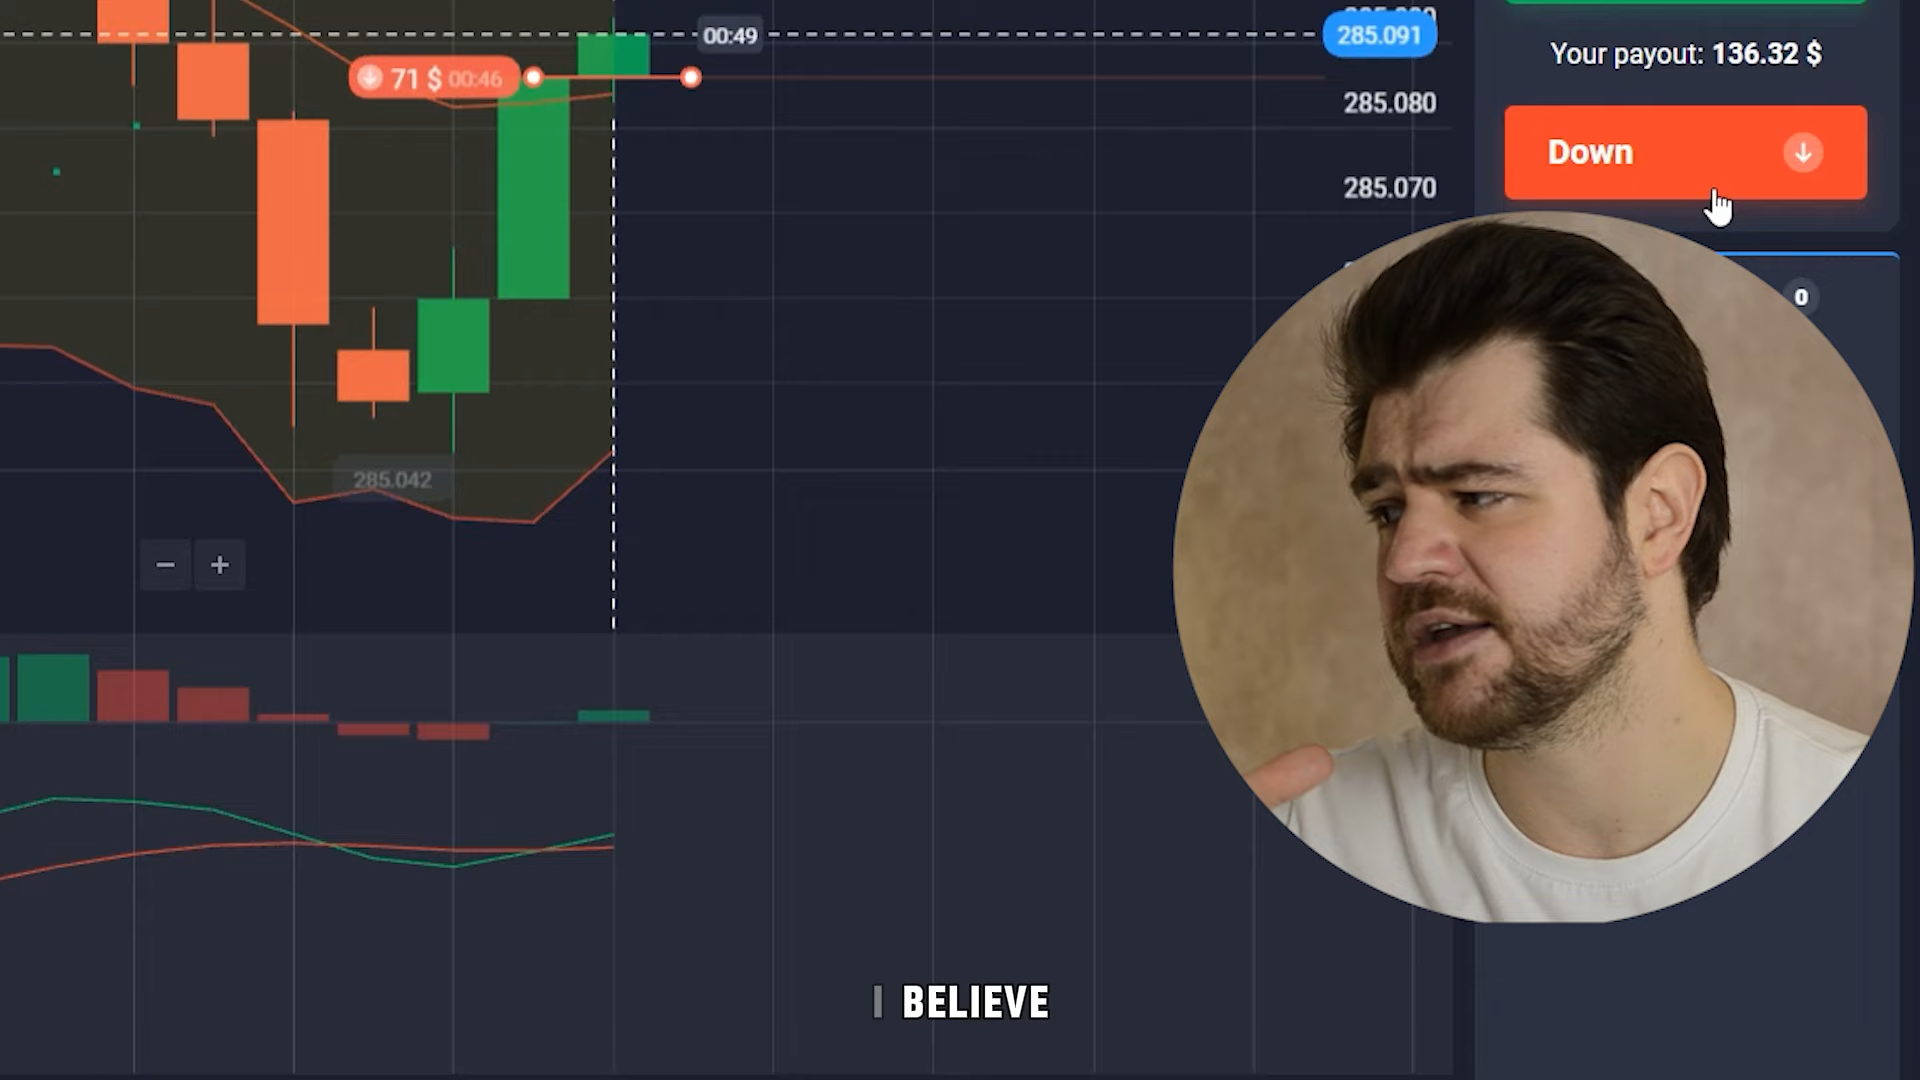 00:49
285.091
Your payout: 136.32 $
71 $ 00:46
285.080
Down
285.070
0
285.042
− +
I BELIEVE